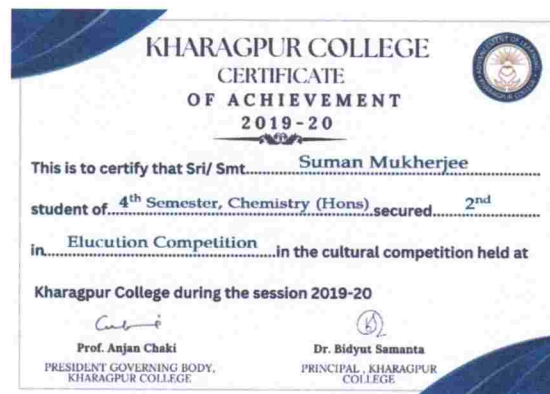 KHARAGPUR COLLEGE
CERTIFICATE
OF ACHIEVEMENT
2019-20
This is to certify that Sri/ Smt.....Suman Mukherjee.....
student of....4th Semester, Chemistry (Hons)....secured.....2nd.....
in.....Elucution Competition.....in the cultural competition held at
Kharagpur College during the session 2019-20
Prof. Anjan Chaki
PRESIDENT GOVERNING BODY,
KHARAGPUR COLLEGE
Dr. Bidyut Samanta
PRINCIPAL , KHARAGPUR
COLLEGE